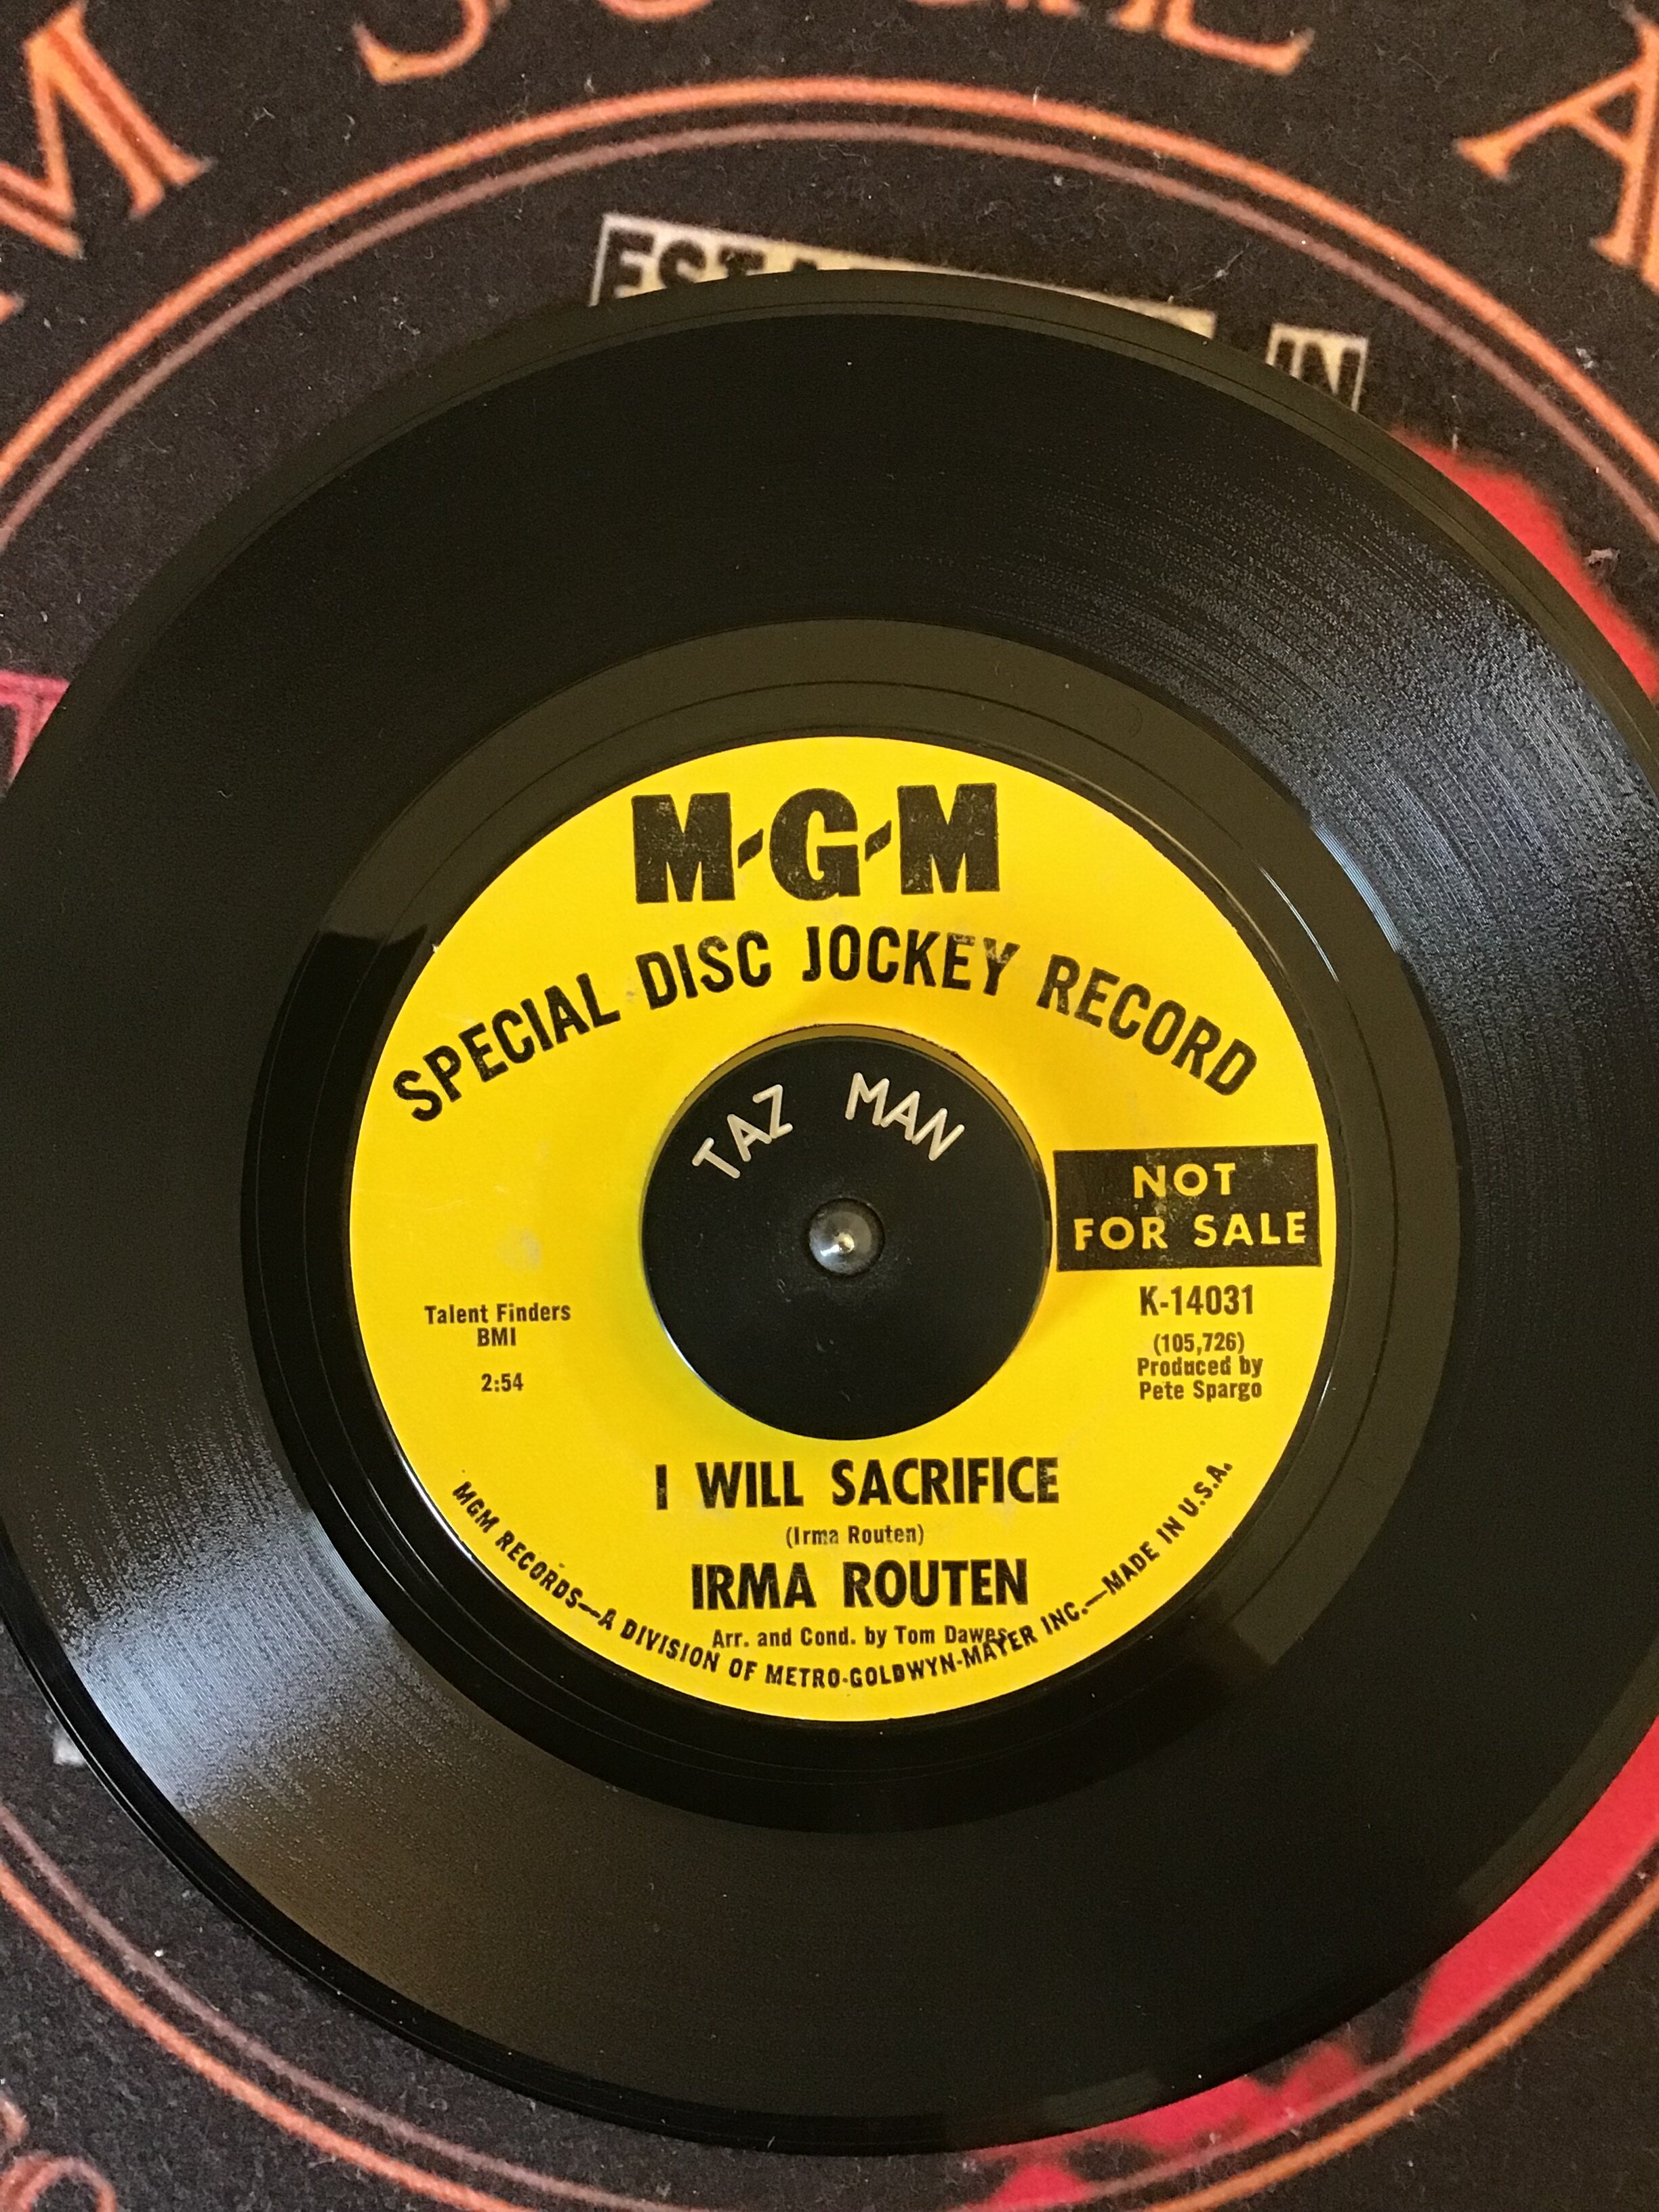 IN
M-G-M
SPECIAL DISC JOCKEY RECORD
TAZ MAN
NOT
FOR SALE
K-14031
(105,726)
Produced by
Pete Spargo
Talent Finders
BMI
2:54
I WILL SACRIFICE
(Irma Routen)
IRMA ROUTEN
Arr. and Cond. by Tom Dawes
MGM RECORDS—A DIVISION OF METRO-GOLDWYN-MAYER INC.—MADE IN U.S.A.